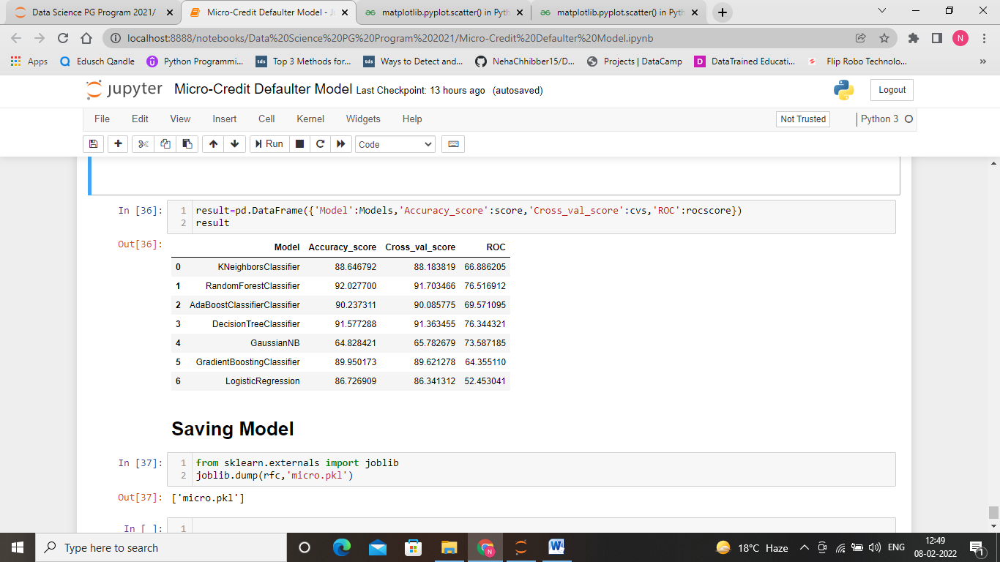 Data Science PG Program 2021/
Micro-Credit Defaulter Model - Ju
matplotlib.pyplot.scatter() in Pyth
matplotlib.pyplot.scatter() in Pyth
localhost:8888/notebooks/Data%20Science%20PG%20Program%202021/Micro-Credit%20Defaulter%20Model.ipynb
N
Apps Edusch Qandle Python Programmi... tds Top 3 Methods for... tds Ways to Detect and... NehaChhibber15/D... Projects | DataCamp D DataTrained Educati... Flip Robo Technolo... »
jupyter Micro-Credit Defaulter Model Last Checkpoint: 13 hours ago (autosaved) Logout
File Edit View Insert Cell Kernel Widgets Help Not Trusted Python 3
Run Code
In [36]: 1 result=pd.DataFrame({'Model':Models,'Accuracy_score':score,'Cross_val_score':cvs,'ROC':rocscore})
2 result
Out[36]:
Model Accuracy_score Cross_val_score ROC
0 KNeighborsClassifier 88.646792 88.183819 66.886205
1 RandomForestClassifier 92.027700 91.703466 76.516912
2 AdaBoostClassifierClassifier 90.237311 90.085775 69.571095
3 DecisionTreeClassifier 91.577288 91.363455 76.344321
4 GaussianNB 64.828421 65.782679 73.587185
5 GradientBoostingClassifier 89.950173 89.621278 64.355110
6 LogisticRegression 86.726909 86.341312 52.453041
Saving Model
In [37]: 1 from sklearn.externals import joblib
2 joblib.dump(rfc,'micro.pkl')
Out[37]: ['micro.pkl']
In [ ]: 1
Type here to search
N
W
18°C Haze
ENG
12:49
08-02-2022
1